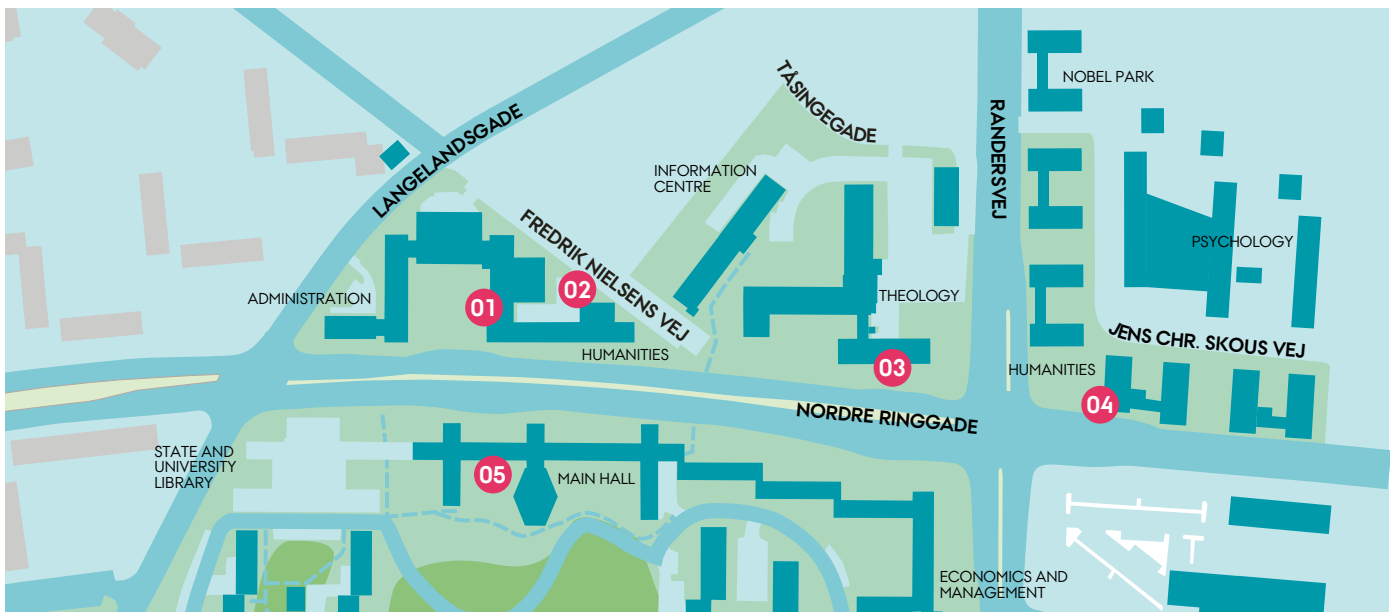 TÅSINGEGADE
NOBEL PARK
LANGELANDSGADE
RANDERSVEJ
INFORMATION
CENTRE
FREDRIK NIELSENS VEJ
PSYCHOLOGY
ADMINISTRATION
01
02
THEOLOGY
HUMANITIES
03
JENS CHR. SKOUS VEJ
HUMANITIES
04
NORDRE RINGGADE
STATE AND
UNIVERSITY
LIBRARY
05
MAIN HALL
ECONOMICS AND
MANAGEMENT